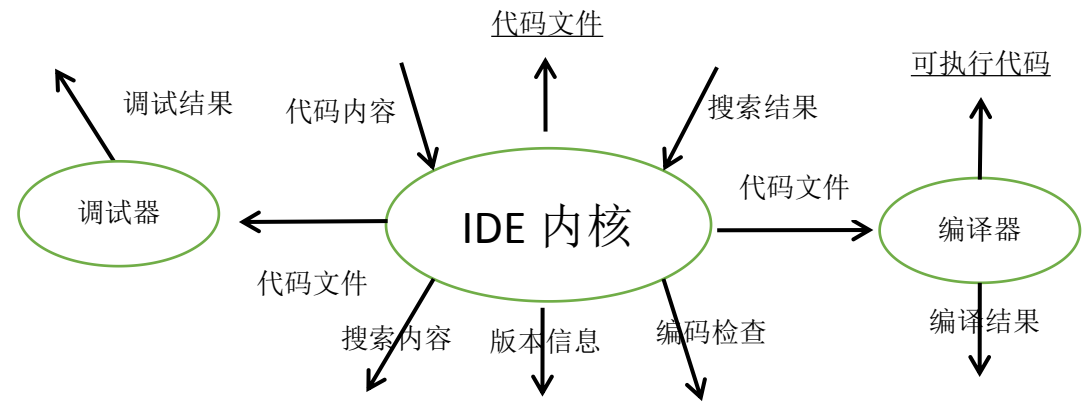 代码文件
可执行代码
调试结果
代码内容
搜索结果
代码文件
调试器
IDE 内核
编译器
代码文件
搜索内容
版本信息
编码检查
编译结果